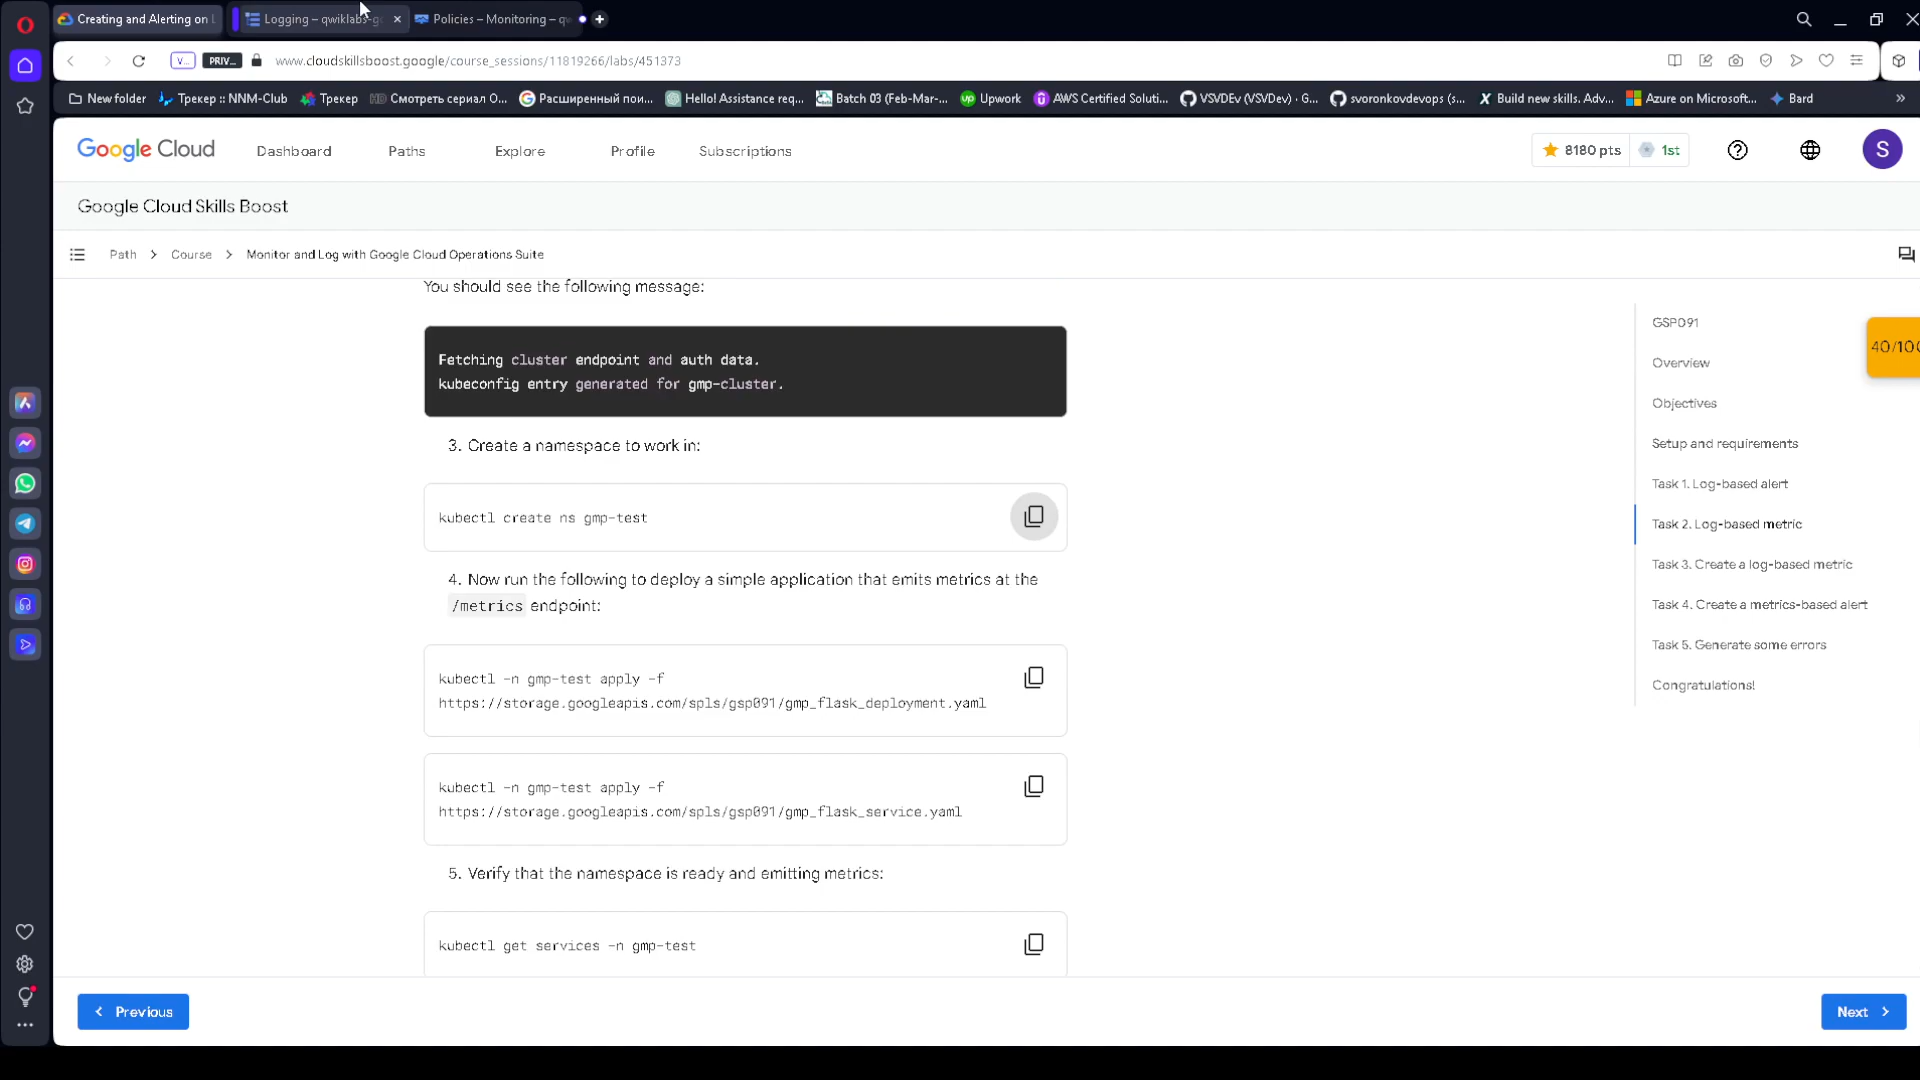 Creating and Alerting on L
Logging – qwiklabs-g
Policies – Monitoring – qw
V...
PRIV...
www.cloudskillsboost.google/course_sessions/11819266/labs/451373
New folder
Трекер :: NNM-Club
Трекер
HD Смотреть сериал О...
Расширенный пои...
Hello! Assistance req...
Batch 03 (Feb-Mar-...
Upwork
AWS Certified Soluti...
VSVDEv (VSVDev) · G...
svoronkovdevops (s...
Build new skills. Adv...
Azure on Microsoft...
Bard
Google Cloud
Dashboard
Paths
Explore
Profile
Subscriptions
8180 pts
1st
S
Google Cloud Skills Boost
Path
Course
Monitor and Log with Google Cloud Operations Suite
You should see the following message:
Fetching cluster endpoint and auth data.
kubeconfig entry generated for gmp-cluster.
3. Create a namespace to work in:
kubectl create ns gmp-test
4. Now run the following to deploy a simple application that emits metrics at the
/metrics endpoint:
kubectl -n gmp-test apply -f
https://storage.googleapis.com/spls/gsp091/gmp_flask_deployment.yaml
kubectl -n gmp-test apply -f
https://storage.googleapis.com/spls/gsp091/gmp_flask_service.yaml
5. Verify that the namespace is ready and emitting metrics:
kubectl get services -n gmp-test
GSP091
Overview
Objectives
Setup and requirements
Task 1. Log-based alert
Task 2. Log-based metric
Task 3. Create a log-based metric
Task 4. Create a metrics-based alert
Task 5. Generate some errors
Congratulations!
40/100
Previous
Next